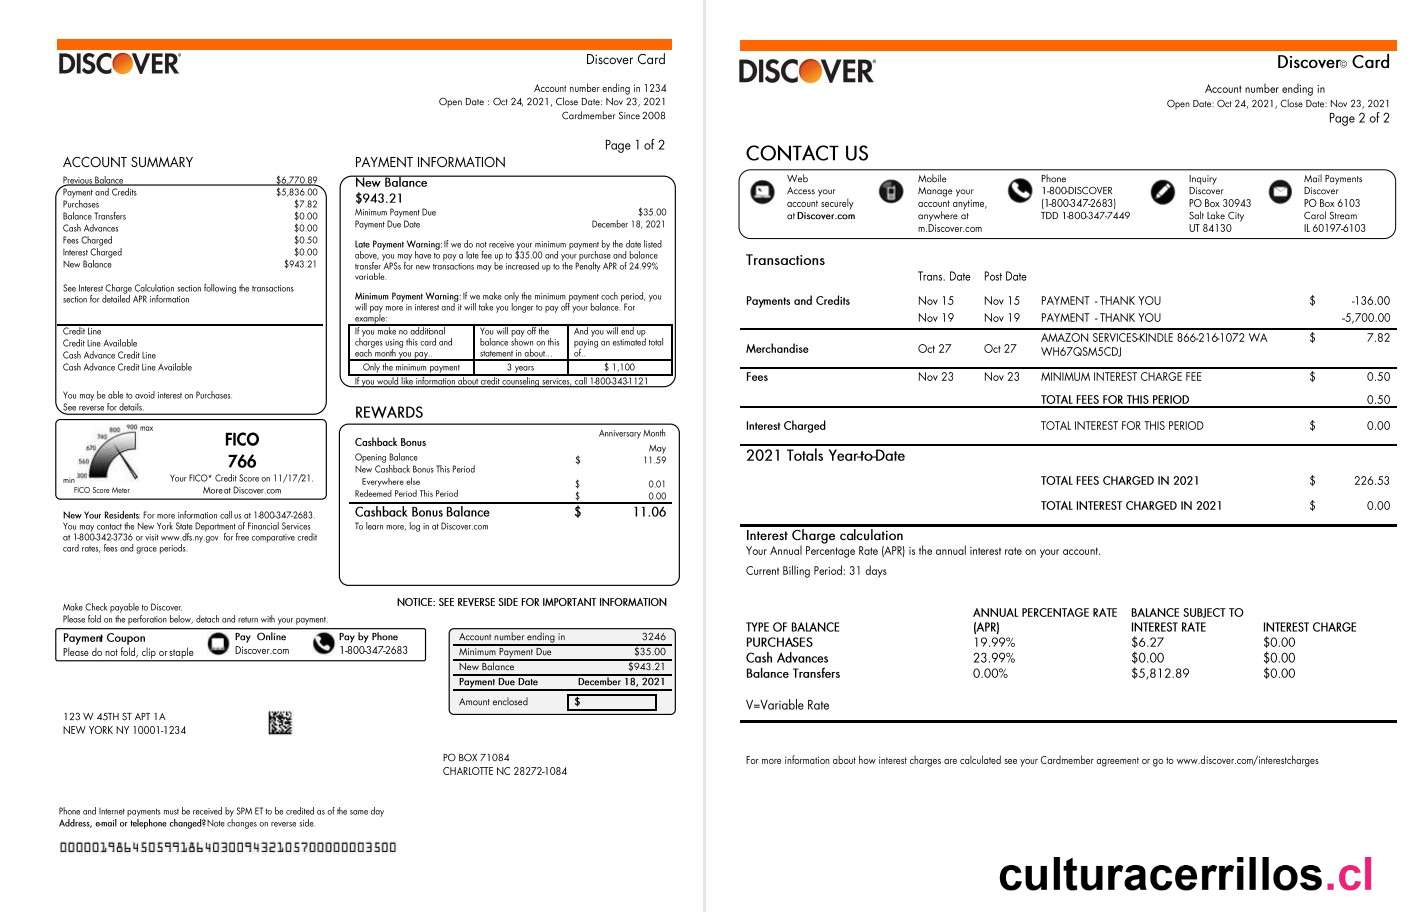 DISCOVER
Discover Card
Account number ending in 1234
Open Date : Oct 24, 2021, Close Date: Nov 23, 2021
Cardmember Since 2008
Page 1 of 2
ACCOUNT SUMMARY
Previous Balance $6,770.89
Payment and Credits $5,836.00
Purchases $7.82
Balance Transfers $0.00
Cash Advances $0.00
Fees Charged $0.50
Interest Charged $0.00
New Balance $943.21
See Interest Charge Calculation section following the transactions
section for detailed APR information
Credit Line
Credit Line Available
Cash Advance Credit Line
Cash Advance Credit Line Available
You may be able to avoid interest on Purchases.
See reverse for details.
min 300 560 670 740 800 900 max
FICO Score Meter
FICO
766
Your FICO* Credit Score on 11/17/21.
More at Discover.com
New Your Residents: For more information call us at 1-800-347-2683.
You may contact the New York State Department of Financial Services
at 1-800-342-3736 or visit www.dfs.ny.gov for free comparative credit
card rates, fees and grace periods.
PAYMENT INFORMATION
New Balance
$943.21
Minimum Payment Due $35.00
Payment Due Date December 18, 2021
Late Payment Warning: If we do not receive your minimum payment by the date listed
above, you may have to pay a late fee up to $35.00 and your purchase and balance
transfer APSs for new transactions may be increased up to the Penalty APR of 24.99%
variable.
Minimum Payment Warning: If we make only the minimum payment coch period, you
will pay more in interest and it will take you longer to pay off your balance. For
example:
If you make no additional You will pay off the And you will end up
charges using this card and balance shown on this paying an estimated total
each month you pay.. statement in about... of..
Only the minimum payment 3 years $ 1,100
If you would like information about credit counseling services, call 1-800-343-1121
REWARDS
Anniversary Month
Cashback Bonus May
Opening Balance $ 11.59
New Cashback Bonus This Period
Everywhere else $ 0.01
Redeemed Period This Period $ 0.00
Cashback Bonus Balance $ 11.06
To learn more, log in at Discover.com
NOTICE: SEE REVERSE SIDE FOR IMPORTANT INFORMATION
Make Check payable to Discover.
Please fold on the perforation below, detach and return with your payment.
Payment Coupon
Please do not fold, clip or staple
Pay Online
Discover.com
Pay by Phone
1-800-347-2683
Account number ending in 3246
Minimum Payment Due $35.00
New Balance $943.21
Payment Due Date December 18, 2021
Amount enclosed $
123 W 45TH ST APT 1A
NEW YORK NY 10001-1234
PO BOX 71084
CHARLOTTE NC 28272-1084
Phone and Internet payments must be received by SPM ET to be credited as of the same day
Address, e-mail or telephone changed? Note changes on reverse side.
000001986450599186403009432105700000003500
DISCOVER
Discover© Card
Account number ending in
Open Date: Oct 24, 2021, Close Date: Nov 23, 2021
Page 2 of 2
CONTACT US
Web
Access your
account securely
at Discover.com
Mobile
Manage your
account anytime,
anywhere at
m.Discover.com
Phone
1-800-DISCOVER
(1-800-347-2683)
TDD 1-800-347-7449
Inquiry
Discover
PO Box 30943
Salt Lake City
UT 84130
Mail Payments
Discover
PO Box 6103
Carol Stream
IL 60197-6103
Transactions
Trans. Date Post Date
Payments and Credits Nov 15 Nov 15 PAYMENT - THANK YOU $ -136.00
Nov 19 Nov 19 PAYMENT - THANK YOU -5,700.00
Merchandise Oct 27 Oct 27 AMAZON SERVICES-KINDLE 866-216-1072 WA $ 7.82
WH67QSM5CDJ
Fees Nov 23 Nov 23 MINIMUM INTEREST CHARGE FEE $ 0.50
TOTAL FEES FOR THIS PERIOD 0.50
Interest Charged TOTAL INTEREST FOR THIS PERIOD $ 0.00
2021 Totals Year-to-Date
TOTAL FEES CHARGED IN 2021 $ 226.53
TOTAL INTEREST CHARGED IN 2021 $ 0.00
Interest Charge calculation
Your Annual Percentage Rate (APR) is the annual interest rate on your account.
Current Billing Period: 31 days
ANNUAL PERCENTAGE RATE BALANCE SUBJECT TO
TYPE OF BALANCE (APR) INTEREST RATE INTEREST CHARGE
PURCHASES 19.99% $6.27 $0.00
Cash Advances 23.99% $0.00 $0.00
Balance Transfers 0.00% $5,812.89 $0.00
V=Variable Rate
For more information about how interest charges are calculated see your Cardmember agreement or go to www.discover.com/interestcharges
culturacerrillos.cl